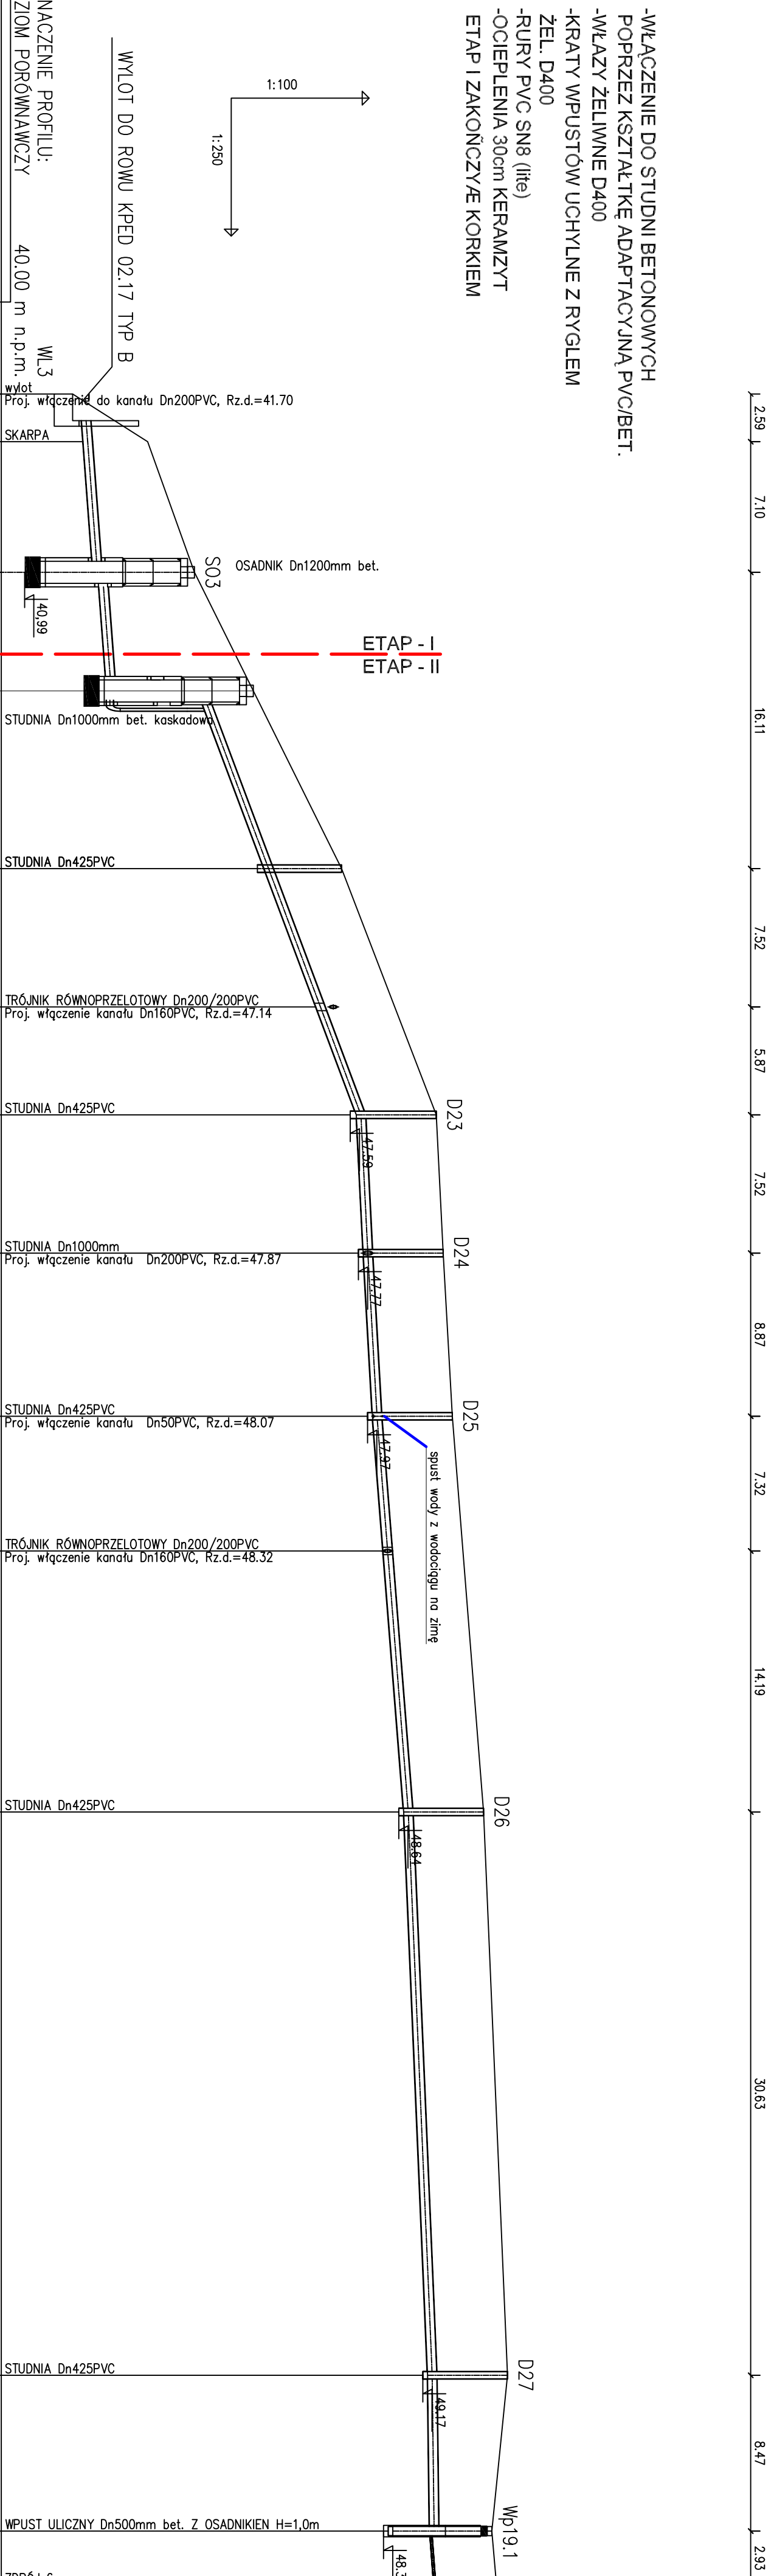 -WŁĄCZENIE DO STUDNI BETONOWYCH
POPRZEZ KSZTAŁTKĘ ADAPTACYJNĄ PVC/BET.
-WŁAZY ŻELIWNE D400
-KRATY WPUSTÓW UCHYLNE Z RYGLEM
ŻEL. D400
-RURY PVC SN8 (lite)
-OCIEPLENIA 30cm KERAMZYT
ETAP I ZAKOŃCZYÆ KORKIEM
1:100
1:250
WYLOT DO ROWU KPED 02.17 TYP B
NACZENIE PROFILU:
WL3
ZIOM PORÓWNAWCZY
40.00 m n.p.m.
wylot
Proj. włączenie do kanału Dn200PVC, Rz.d.=41.70
SKARPA
SO3
OSADNIK Dn1200mm bet.
40,99
ETAP - I
ETAP - II
STUDNIA Dn1000mm bet. kaskadowa
STUDNIA Dn425PVC
TRÓJNIK RÓWNOPRZELOTOWY Dn200/200PVC
Proj. włączenie kanału Dn160PVC, Rz.d.=47.14
STUDNIA Dn425PVC
D23
47.59
STUDNIA Dn1000mm
Proj. włączenie kanału Dn200PVC, Rz.d.=47.87
D24
47.77
STUDNIA Dn425PVC
Proj. włączenie kanału Dn50PVC, Rz.d.=48.07
D25
47.97
spust wody z wodociągu na zimę
TRÓJNIK RÓWNOPRZELOTOWY Dn200/200PVC
Proj. włączenie kanału Dn160PVC, Rz.d.=48.32
STUDNIA Dn425PVC
D26
48.64
STUDNIA Dn425PVC
D27
49.17
WPUST ULICZNY Dn500mm bet. Z OSADNIKIEN H=1,0m
Wp19.1
2.59
7.10
16.11
7.52
5.87
7.52
8.87
7.32
14.19
30.63
8.47
2.93